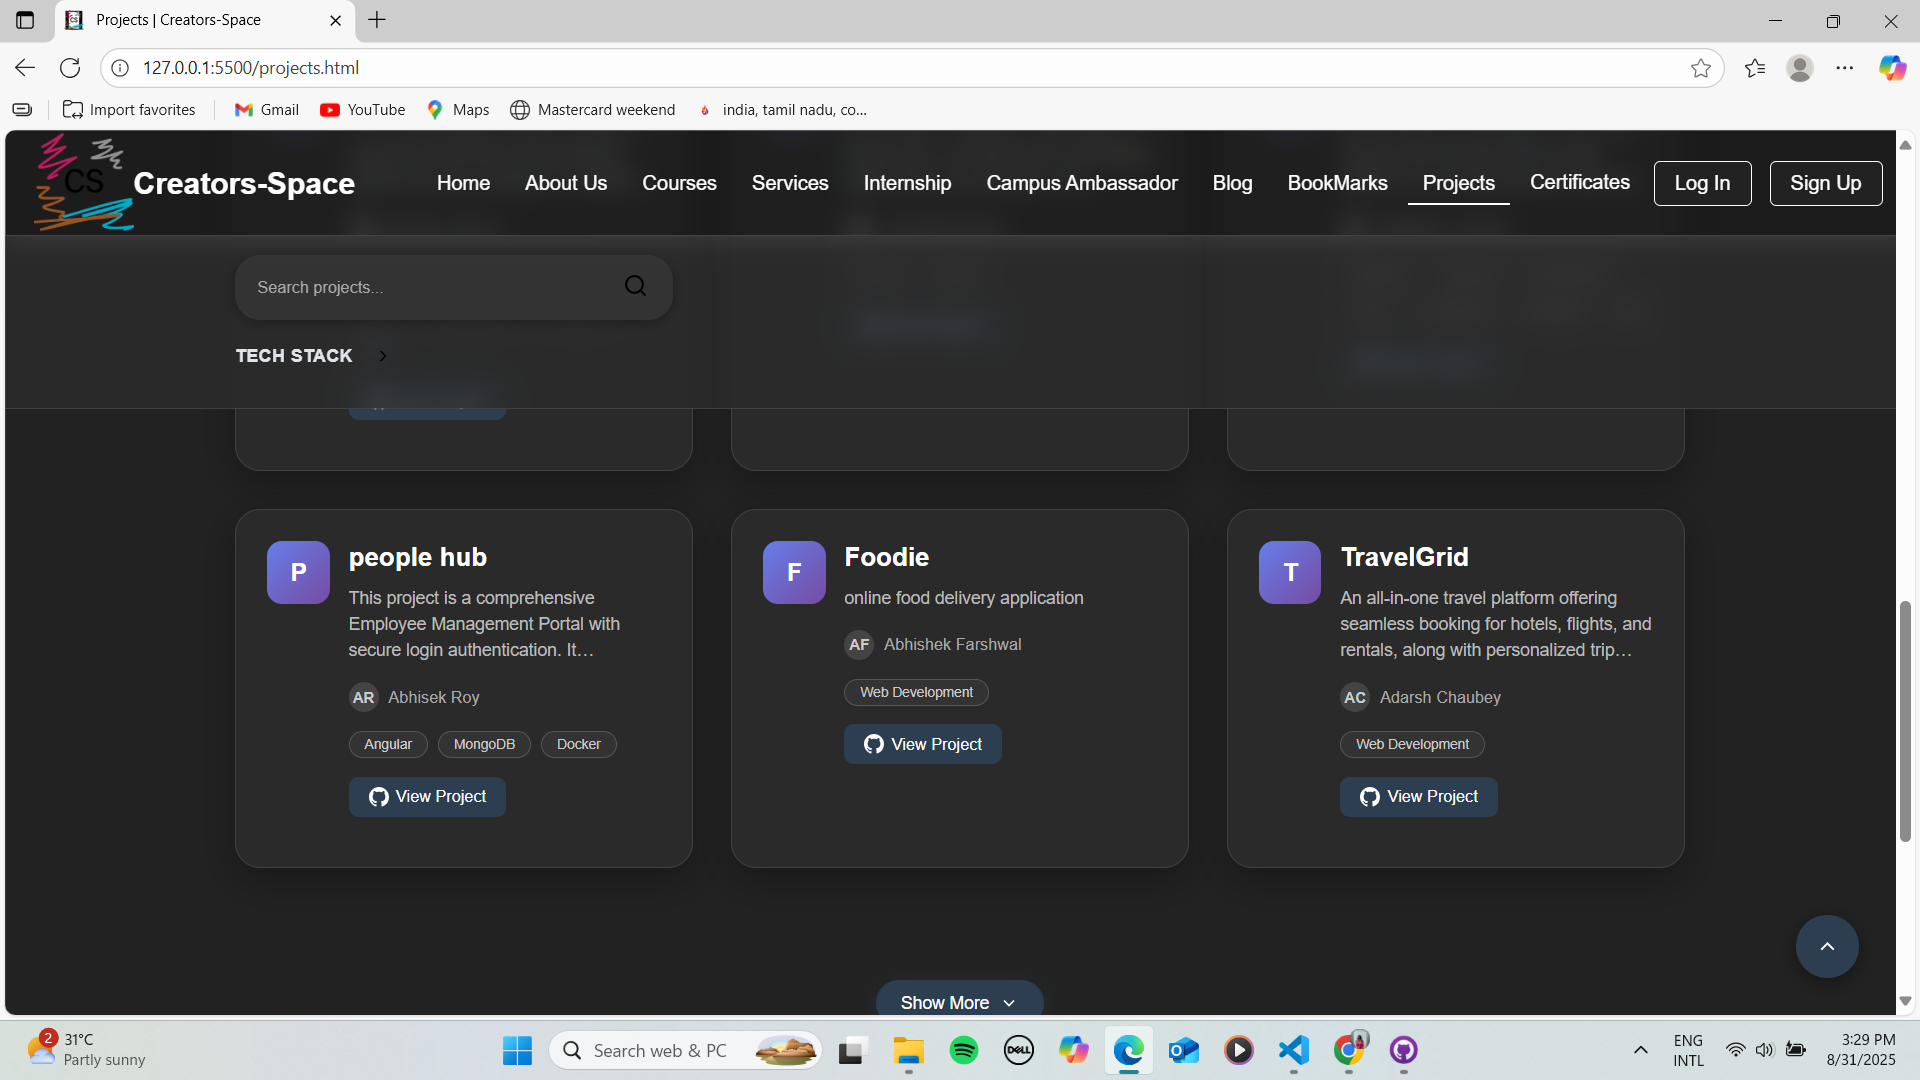 Projects | Creators-Space
127.0.0.1:5500/projects.html
Import favorites
Gmail
YouTube
Maps
Mastercard weekend
india, tamil nadu, co...
CS
Creators-Space
Home
About Us
Courses
Services
Internship
Campus Ambassador
Blog
BookMarks
Projects
Certificates
Log In
Sign Up
Search projects...
TECH STACK
P
people hub
This project is a comprehensive
Employee Management Portal with
secure login authentication. It...
AR Abhisek Roy
Angular MongoDB Docker
View Project
F
Foodie
online food delivery application
AF Abhishek Farshwal
Web Development
View Project
T
TravelGrid
An all-in-one travel platform offering
seamless booking for hotels, flights, and
rentals, along with personalized trip...
AC Adarsh Chaubey
Web Development
View Project
Show More
2
31°C
Partly sunny
Search web & PC
DELL
ENG
INTL
3:29 PM
8/31/2025